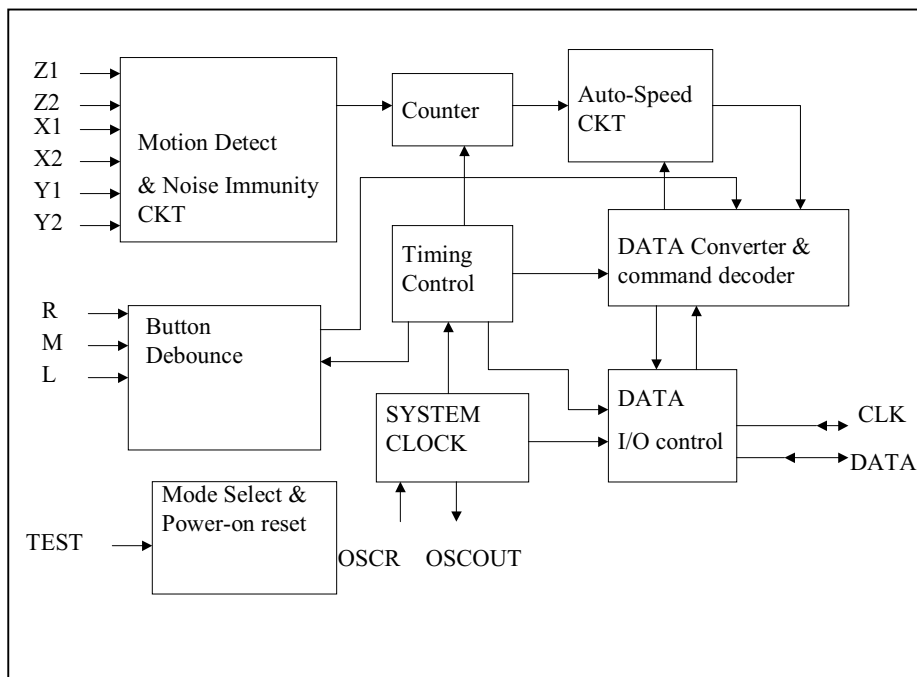 Z1
Z2
X1
X2
Y1
Y2
Motion Detect
& Noise Immunity
CKT
Counter
Auto-Speed
CKT
Timing
Control
DATA Converter &
command decoder
R
M
L
Button
Debounce
SYSTEM
CLOCK
DATA
I/O control
CLK
DATA
Mode Select &
Power-on reset
TEST
OSCR
OSCOUT